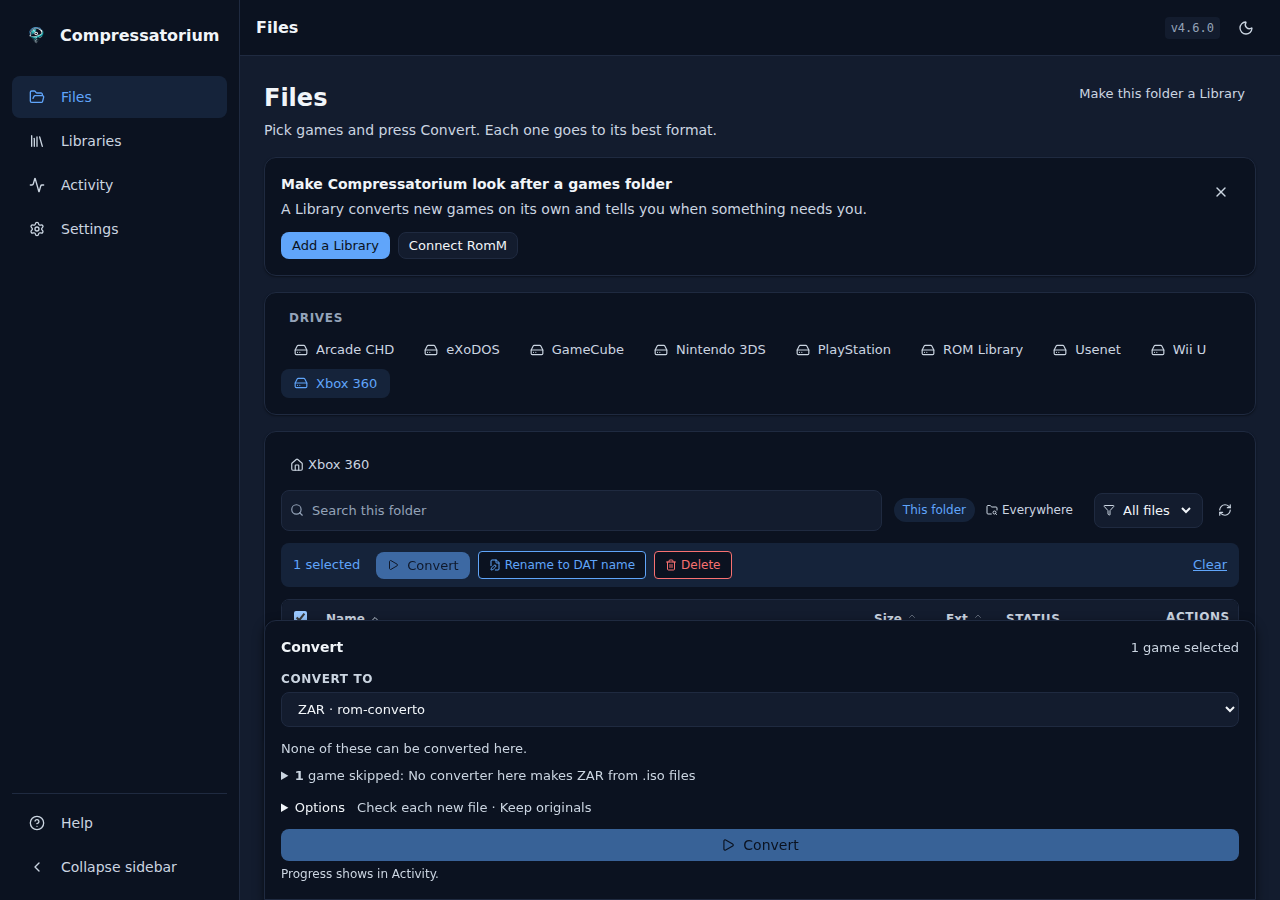 Compressatorium
Files
Libraries
Activity
Settings
Help
Collapse sidebar
Files
v4.6.0
Files
Make this folder a Library
Pick games and press Convert. Each one goes to its best format.
Make Compressatorium look after a games folder
A Library converts new games on its own and tells you when something needs you.
Add a Library
Connect RomM
DRIVES
Arcade CHD
eXoDOS
GameCube
Nintendo 3DS
PlayStation
ROM Library
Usenet
Wii U
Xbox 360
Xbox 360
Search this folder
This folder
Everywhere
All files
1 selected
Convert
Rename to DAT name
Delete
Clear
Name
Size
Ext
STATUS
ACTIONS
Convert
1 game selected
CONVERT TO
ZAR · rom-converto
None of these can be converted here.
1 game skipped: No converter here makes ZAR from .iso files
Options Check each new file · Keep originals
Convert
Progress shows in Activity.